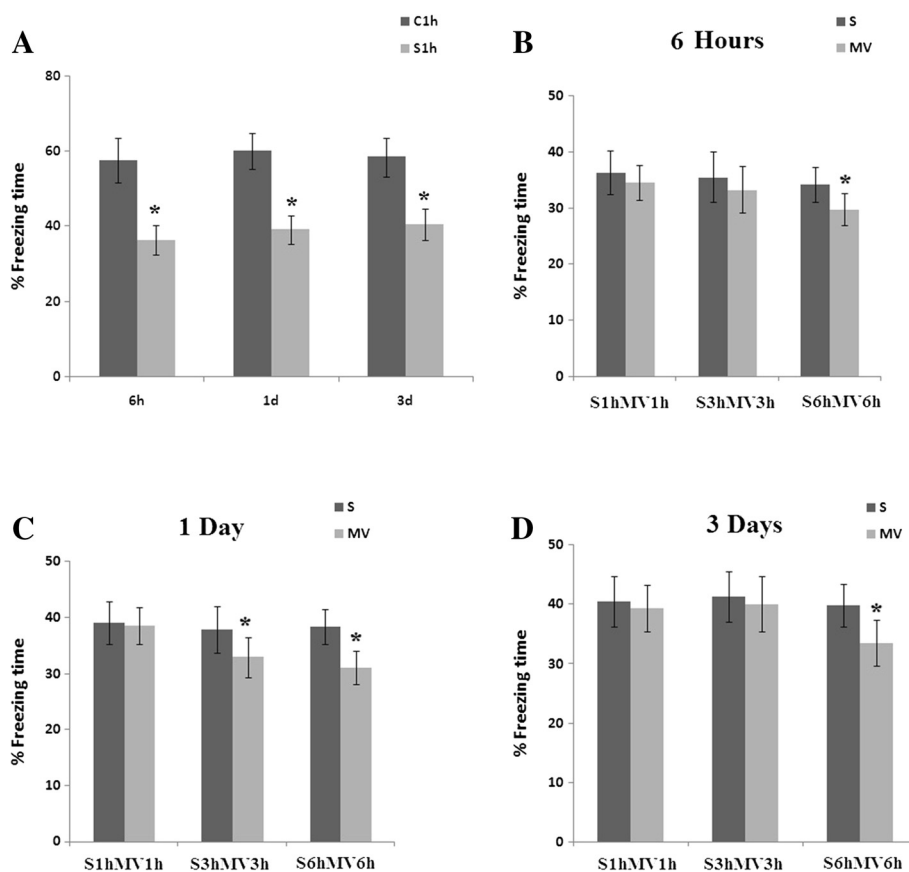 A
C1h
S1h
% Freezing time
80
60
40
20
0
*
*
*
6h
1d
3d
B
6 Hours
S
MV
% Freezing time
50
40
30
20
10
0
*
S1hMV1h
S3hMV3h
S6hMV6h
C
1 Day
S
MV
% Freezing time
50
40
30
20
10
0
*
*
S1hMV1h
S3hMV3h
S6hMV6h
D
3 Days
S
MV
% Freezing time
50
40
30
20
10
0
*
S1hMV1h
S3hMV3h
S6hMV6h